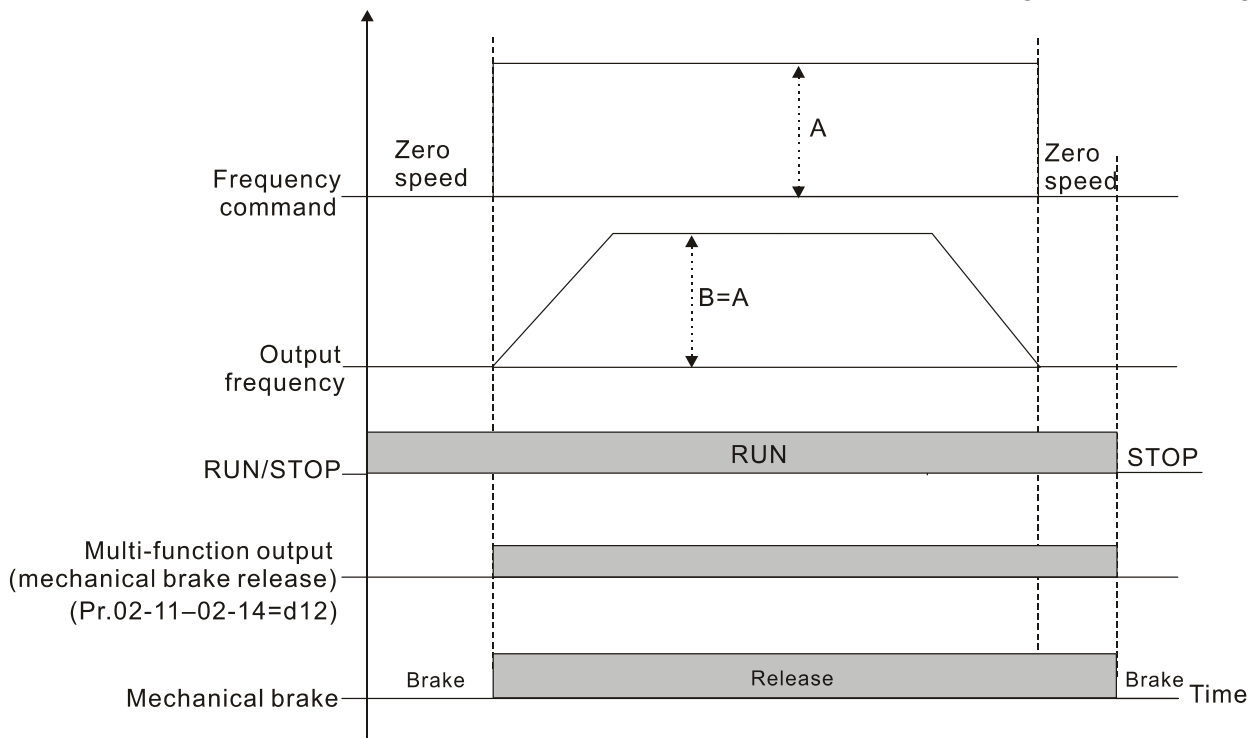 A
Zero
speed
Zero
speed
Frequency
command
B=A
Output
frequency
RUN
RUN/STOP
STOP
Multi-function output
(mechanical brake release)
(Pr.02-11–02-14=d12)
Brake
Release
Brake
Mechanical brake
Time